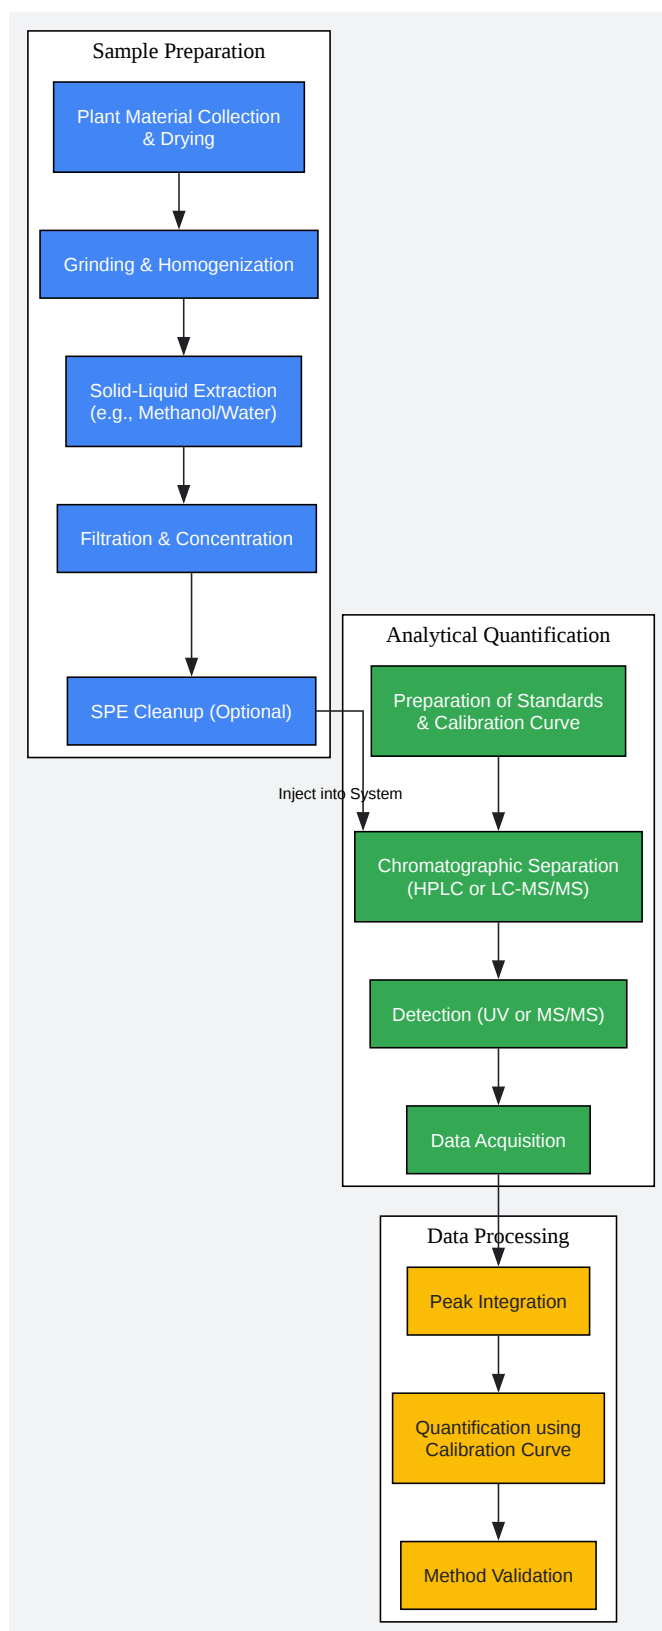 Sample Preparation
Plant Material Collection
& Drying
Grinding & Homogenization
Solid-Liquid Extraction
(e.g., Methanol/Water)
Filtration & Concentration
SPE Cleanup (Optional)
Inject into System
Analytical Quantification
Preparation of Standards
& Calibration Curve
Chromatographic Separation
(HPLC or LC-MS/MS)
Detection (UV or MS/MS)
Data Acquisition
Data Processing
Peak Integration
Quantification using
Calibration Curve
Method Validation